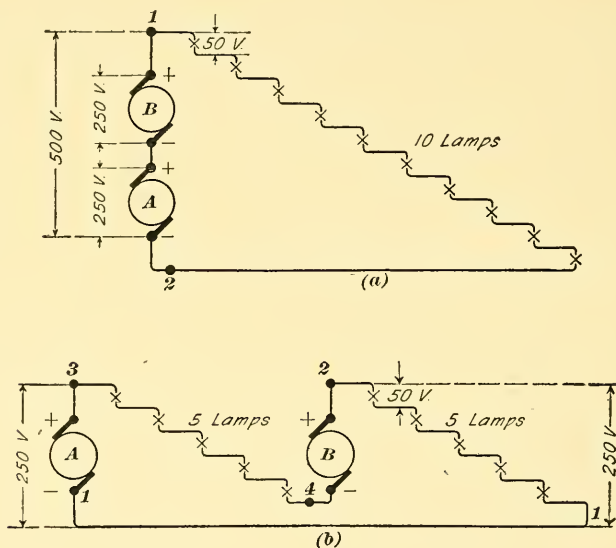 1
50 V.
+
B
250 V.
500 V.
-
+
A
250 V.
-
10 Lamps
2
(a)
3
2
50 V.
+
5 Lamps
+
5 Lamps
250 V.
A
B
250 V.
-
1
4
-
1
(b)